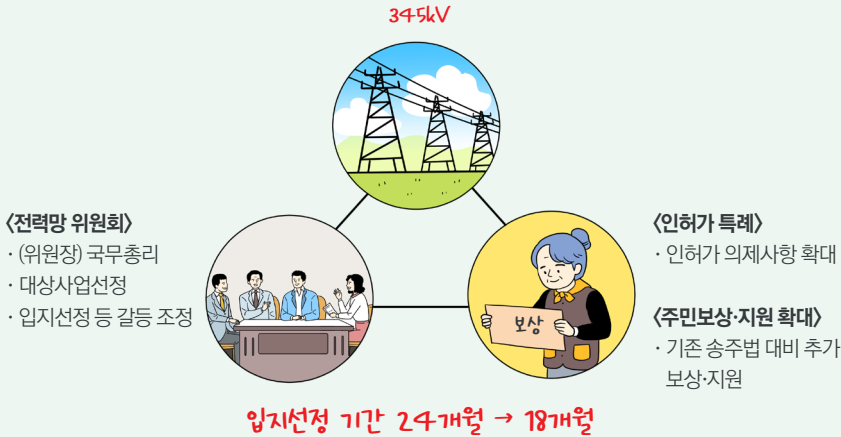 345kV
〈전력망 위원회〉
· (위원장) 국무총리
· 대상사업선정
· 입지선정 등 갈등 조정
보상
〈인허가 특례〉
· 인허가 의제사항 확대
〈주민보상·지원 확대〉
· 기존 송주법 대비 추가
보상·지원
입지선정 기간 24개월 → 18개월